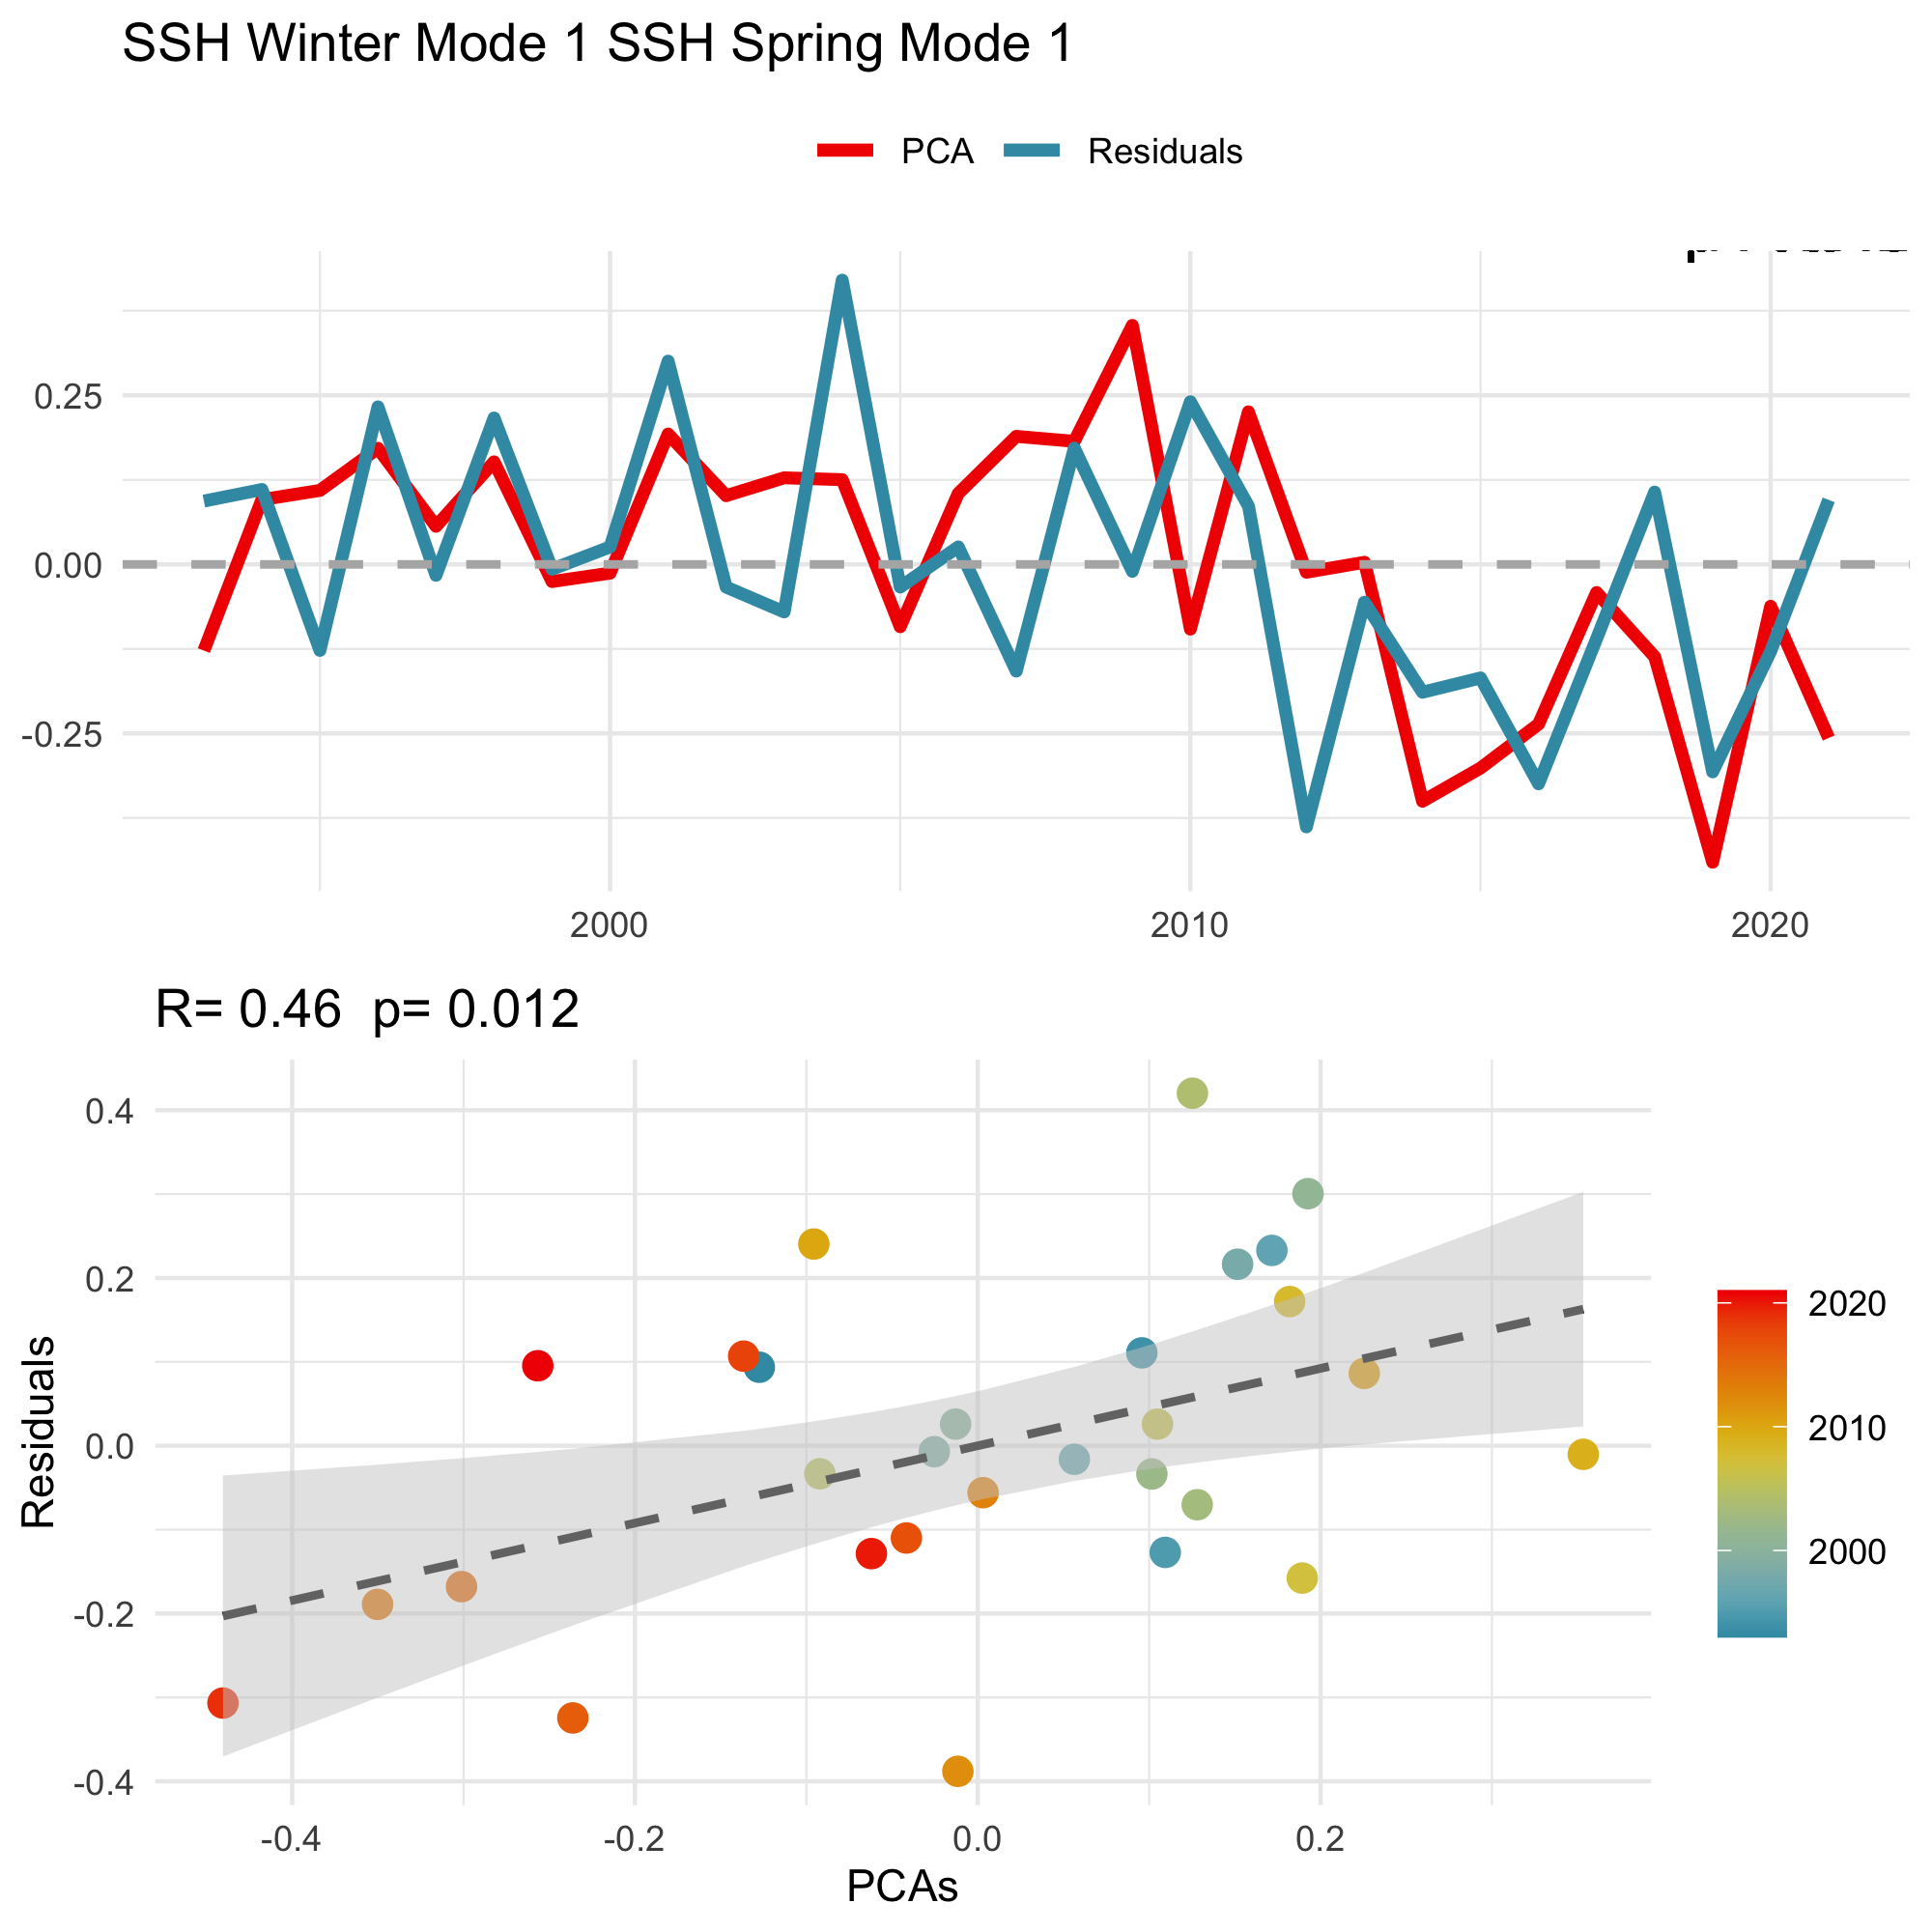 SSH Winter Mode 1 SSH Spring Mode 1
PCA Residuals
0.25
0.00
-0.25
2000 2010 2020
R= 0.46 p= 0.012
Residuals
0.4
0.2
0.0
-0.2
-0.4
-0.4 -0.2 0.0 0.2
PCAs
2020
2010
2000